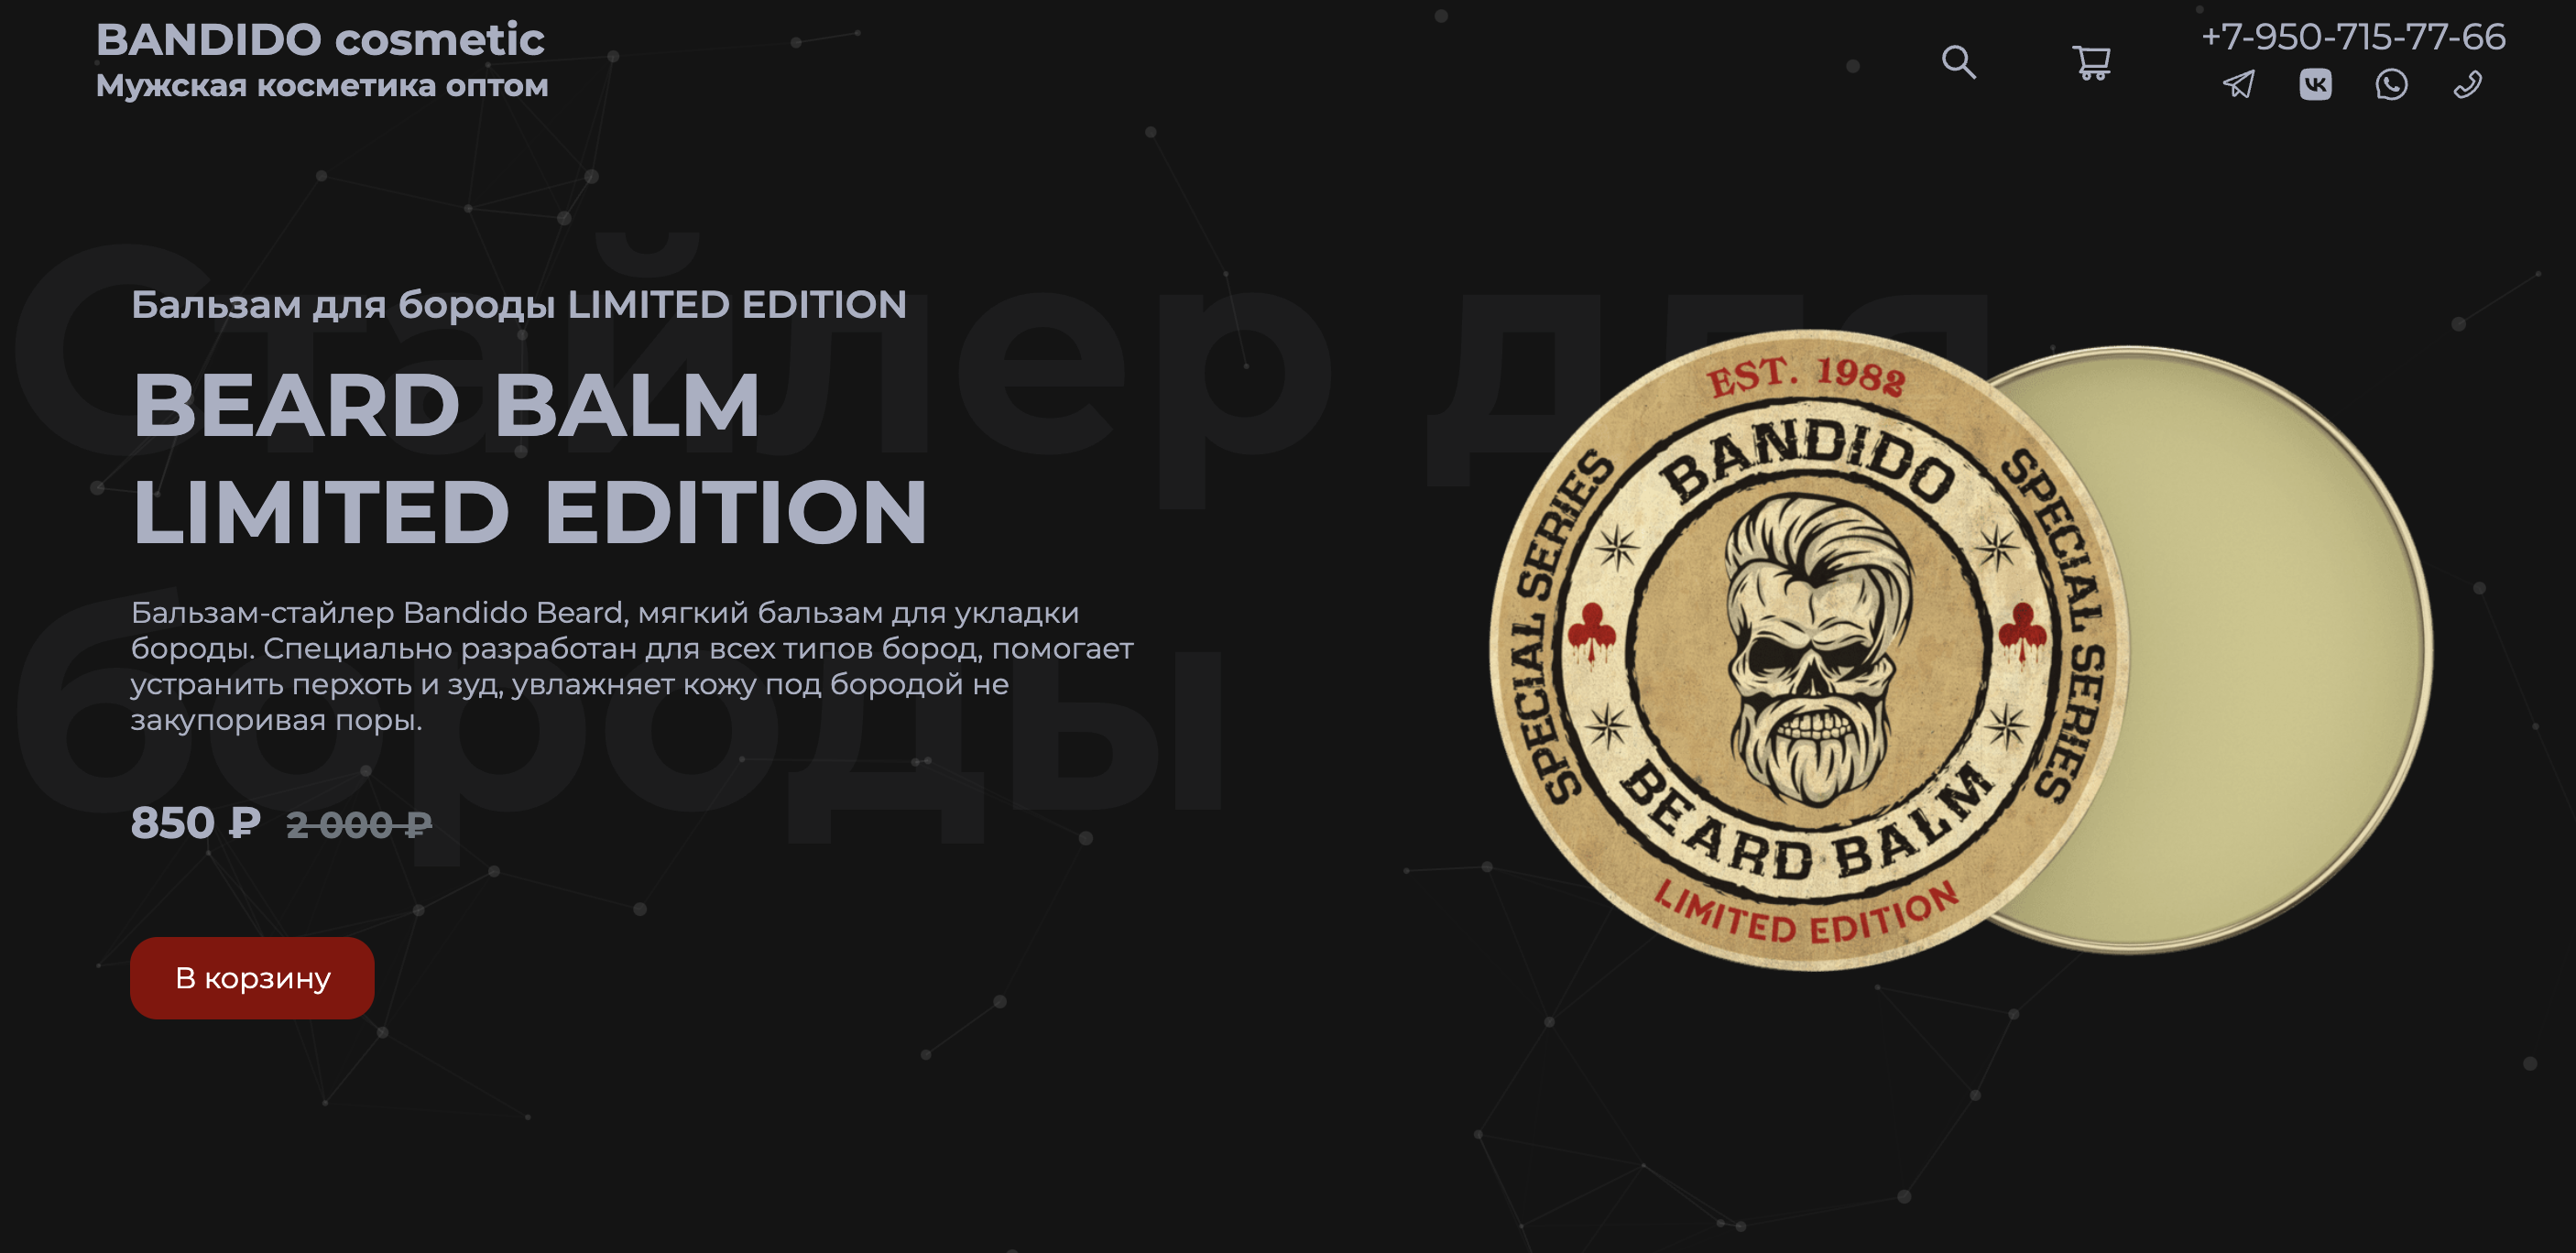 BANDIDO cosmetic
Мужская косметика оптом
+7-950-715-77-66
Стайлер для
бороды
Бальзам для бороды LIMITED EDITION
BEARD BALM
LIMITED EDITION
Бальзам-стайлер Bandido Beard, мягкий бальзам для укладки
бороды. Специально разработан для всех типов бород, помогает
устранить перхоть и зуд, увлажняет кожу под бородой не
закупоривая поры.
850 ₽ 2 000 ₽
В корзину
EST. 1982
BANDIDO
SPECIAL SERIES
SPECIAL SERIES
BEARD BALM
LIMITED EDITION